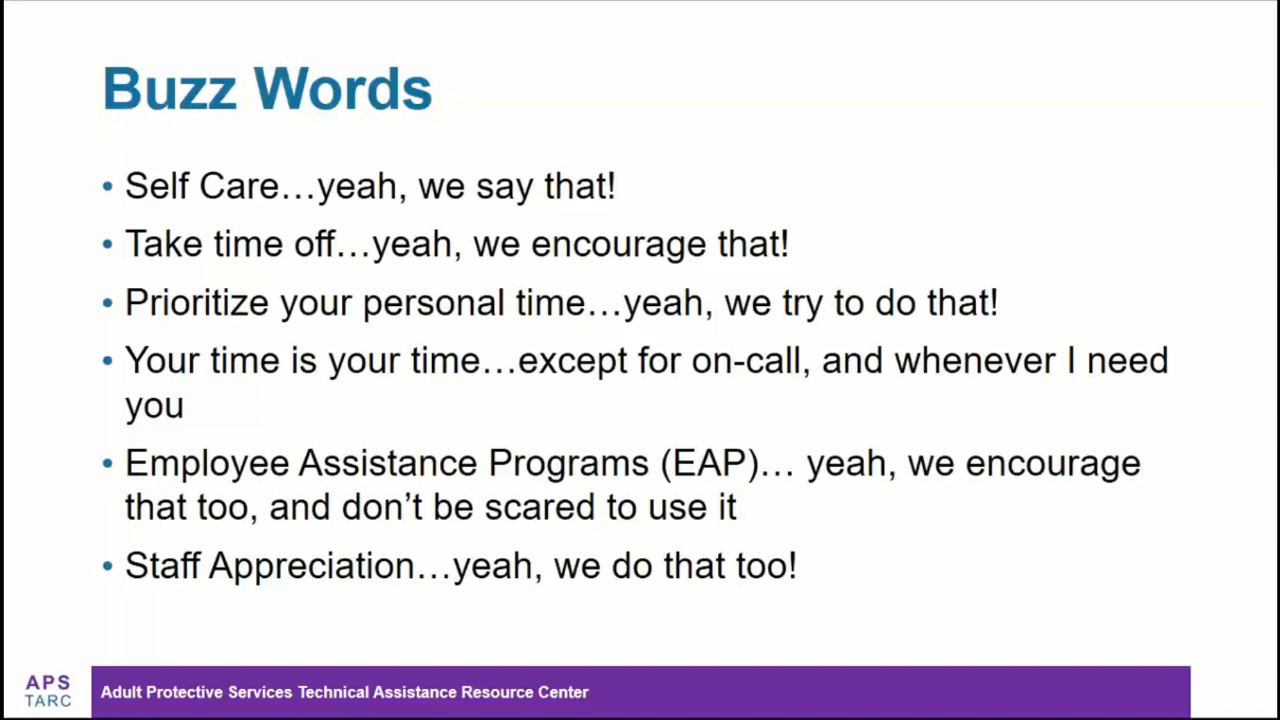 Buzz Words
• Self Care…yeah, we say that!
• Take time off…yeah, we encourage that!
• Prioritize your personal time…yeah, we try to do that!
• Your time is your time…except for on-call, and whenever I need
you
• Employee Assistance Programs (EAP)… yeah, we encourage
that too, and don’t be scared to use it
• Staff Appreciation…yeah, we do that too!
APS
TARC
Adult Protective Services Technical Assistance Resource Center